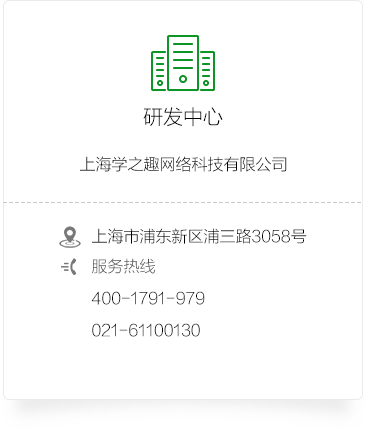 研发中心
上海学之趣网络科技有限公司
上海市浦东新区浦三路3058号
服务热线
400-1791-979
021-61100130